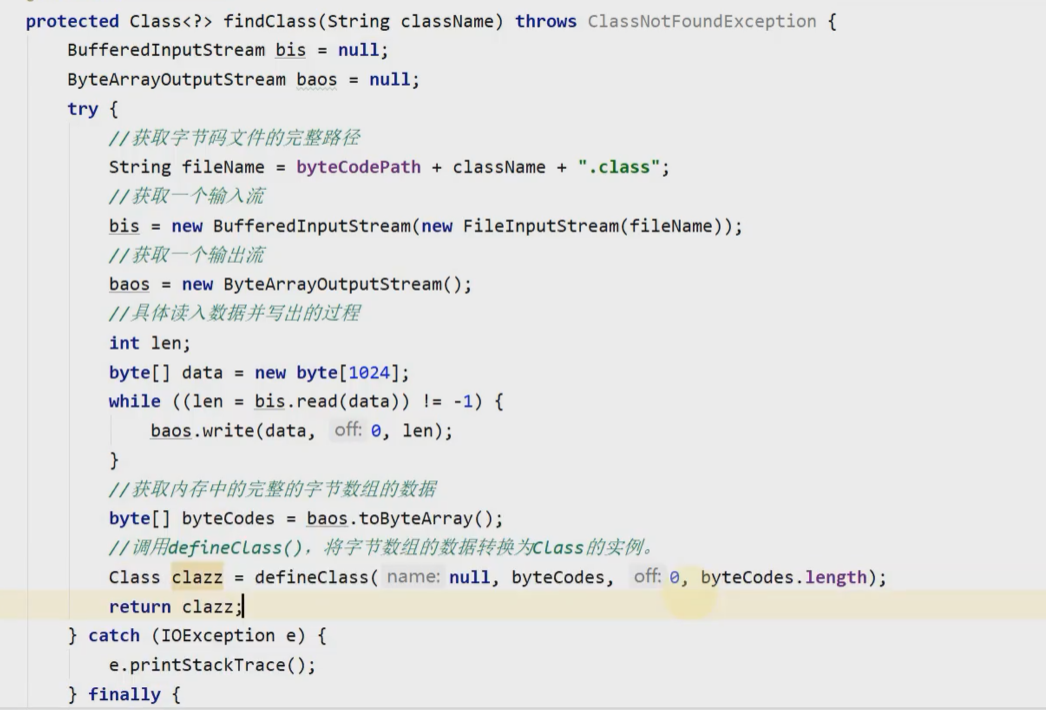 protected Class<?> findClass(String className) throws ClassNotFoundException {
BufferedInputStream bis = null;
ByteArrayOutputStream baos = null;
try {
//获取字节码文件的完整路径
String fileName = byteCodePath + className + ".class";
//获取一个输入流
bis = new BufferedInputStream(new FileInputStream(fileName));
//获取一个输出流
baos = new ByteArrayOutputStream();
//具体读入数据并写出的过程
int len;
byte[] data = new byte[1024];
while ((len = bis.read(data)) != -1) {
baos.write(data, off: 0, len);
}
//获取内存中的完整的字节数组的数据
byte[] byteCodes = baos.toByteArray();
//调用defineClass()，将字节数组的数据转换为Class的实例。
Class clazz = defineClass( name: null, byteCodes, off: 0, byteCodes.length);
return clazz;
} catch (IOException e) {
e.printStackTrace();
} finally {